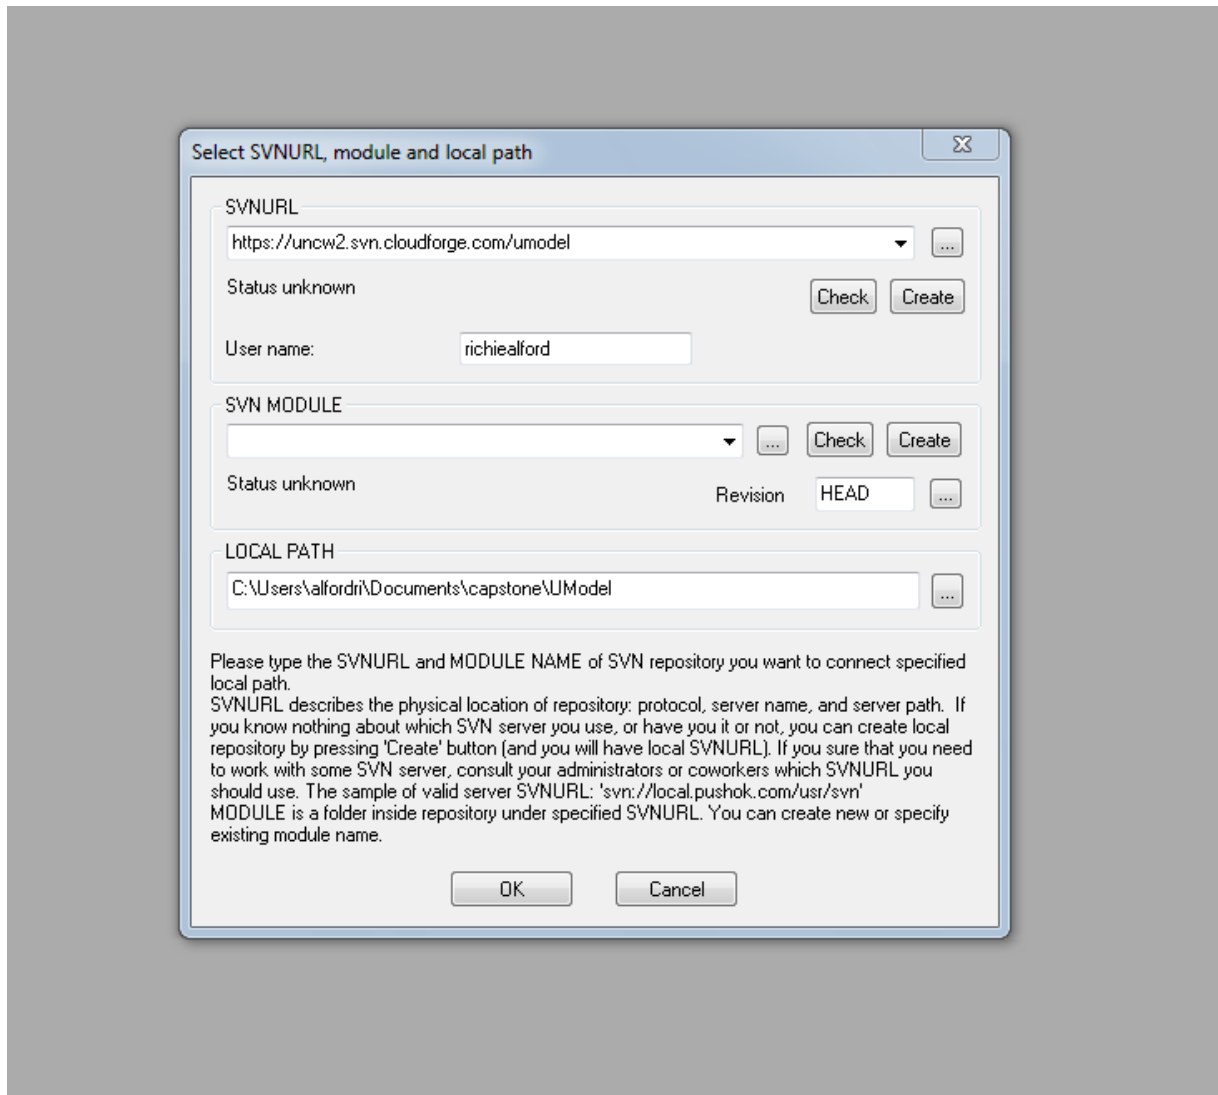 Select SVNURL, module and local path
SVNURL
https://uncw2.svn.cloudforge.com/umodel
...
Status unknown
Check
Create
User name:
richiealford
SVN MODULE
...
Check
Create
Status unknown
Revision
HEAD
...
LOCAL PATH
C:\Users\alfordri\Documents\capstone\UModel
...
Please type the SVNURL and MODULE NAME of SVN repository you want to connect specified
local path.
SVNURL describes the physical location of repository: protocol, server name, and server path.  If
you know nothing about which SVN server you use, or have you it or not, you can create local
repository by pressing 'Create' button (and you will have local SVNURL). If you sure that you need
to work with some SVN server, consult your administrators or coworkers which SVNURL you
should use. The sample of valid server SVNURL: 'svn://local.pushok.com/usr/svn'
MODULE is a folder inside repository under specified SVNURL. You can create new or specify
existing module name.
OK
Cancel